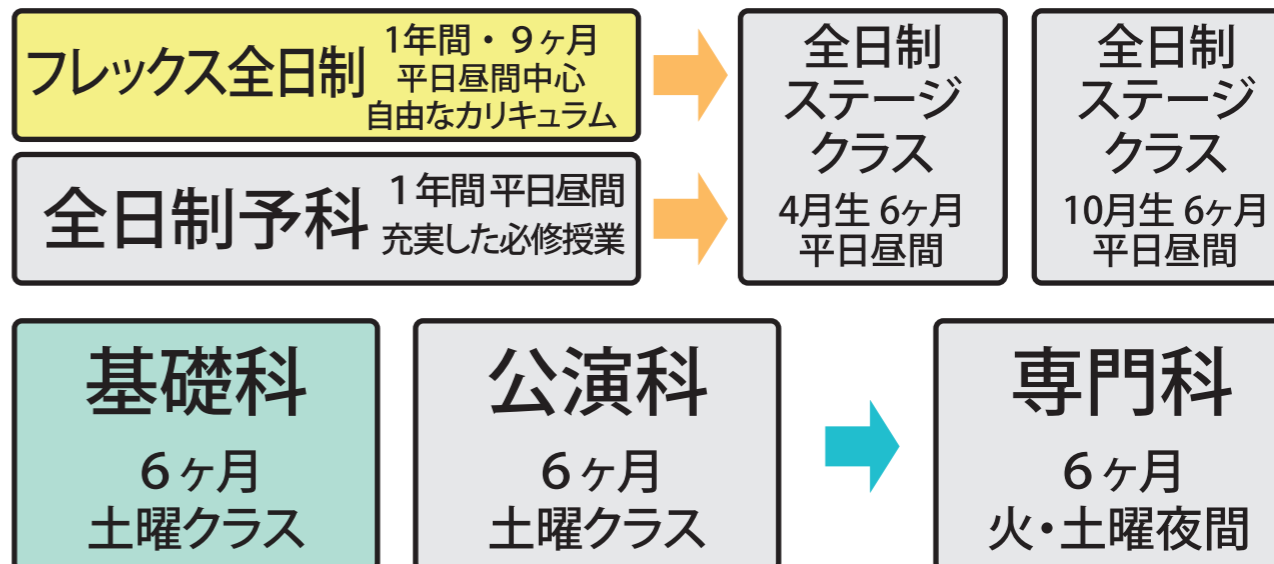 フレックス全日制
1年間・9ヶ月
平日昼間中心
自由なカリキュラム
全日制予科
1年間 平日昼間
充実した必修授業
全日制
ステージ
クラス
4月生 6ヶ月
平日昼間
全日制
ステージ
クラス
10月生 6ヶ月
平日昼間
基礎科
6ヶ月
土曜クラス
公演科
6ヶ月
土曜クラス
専門科
6ヶ月
火・土曜夜間